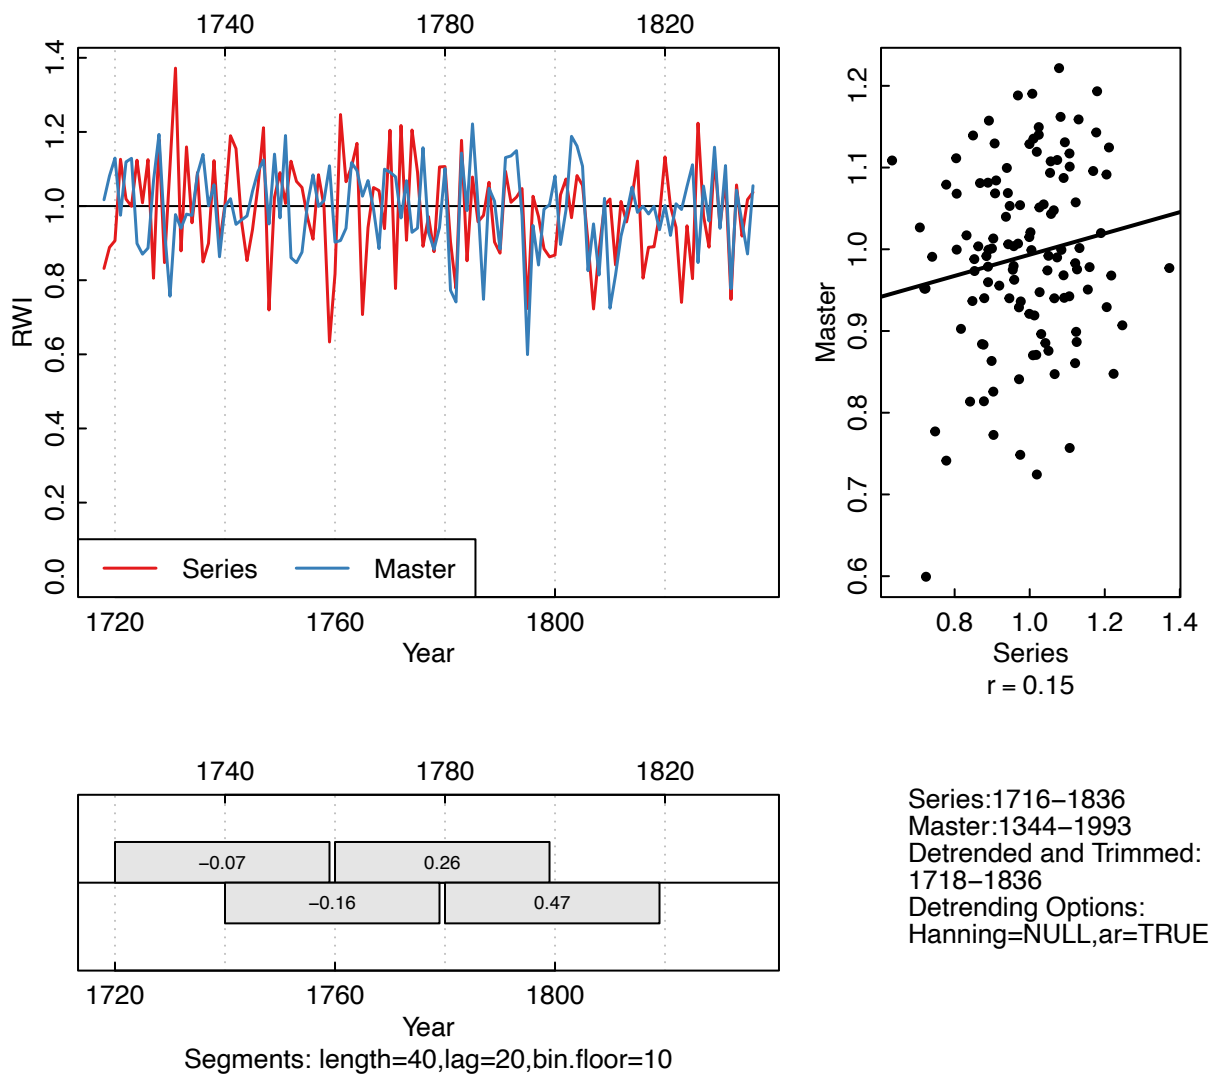 1740 1780 1820
1.4
1.2
1.0
0.8
0.6
0.4
0.2
0.0
RWI
Series Master
1720 1760 1800
Year
1.2
1.1
1.0
0.9
0.8
0.7
0.6
Master
0.8 1.0 1.2 1.4
Series
r = 0.15
1740 1780 1820
−0.07 0.26
−0.16 0.47
1720 1760 1800
Year
Segments: length=40,lag=20,bin.floor=10
Series:1716−1836
Master:1344−1993
Detrended and Trimmed:
1718−1836
Detrending Options:
Hanning=NULL,ar=TRUE